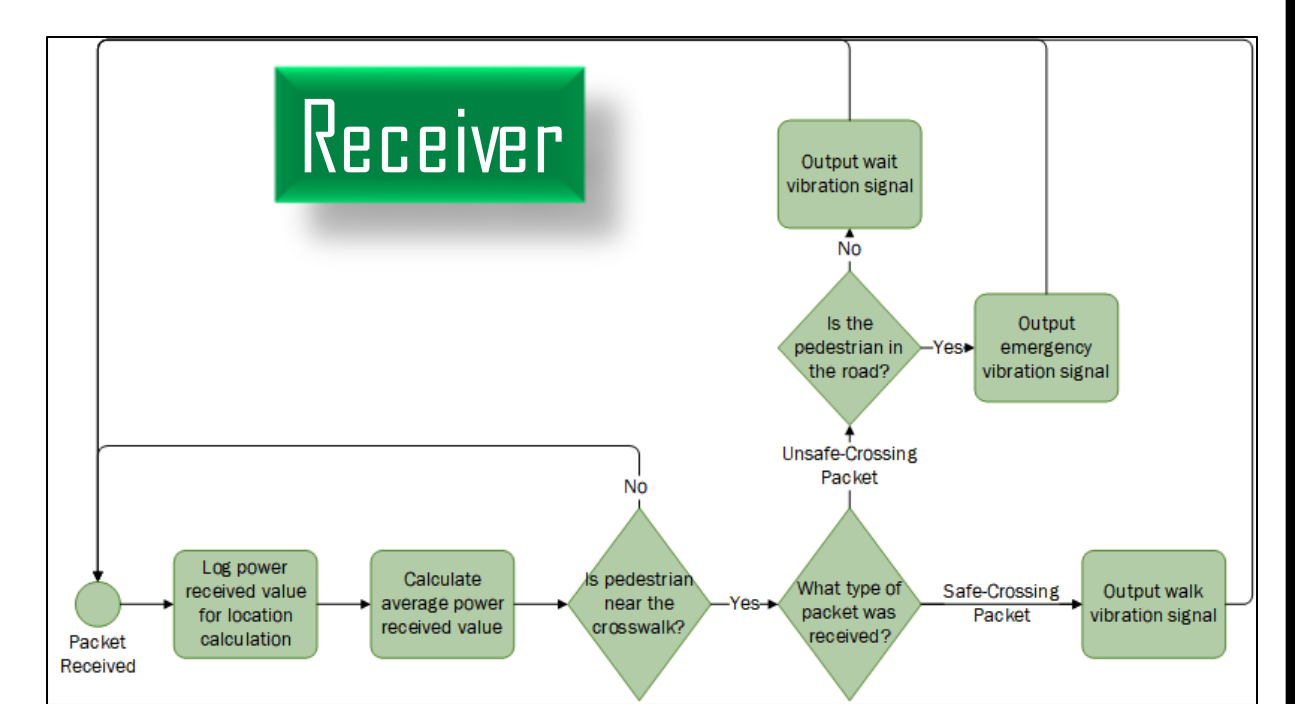 Receiver
Output wait
vibration signal
No
Is the
pedestrian in
the road?
Yes
Output
emergency
vibration signal
Unsafe-Crossing
Packet
No
Packet
Received
Log power
received value
for location
calculation
Calculate
average power
received value
Is pedestrian
near the
crosswalk?
Yes
What type of
packet was
received?
Safe-Crossing
Packet
Output walk
vibration signal